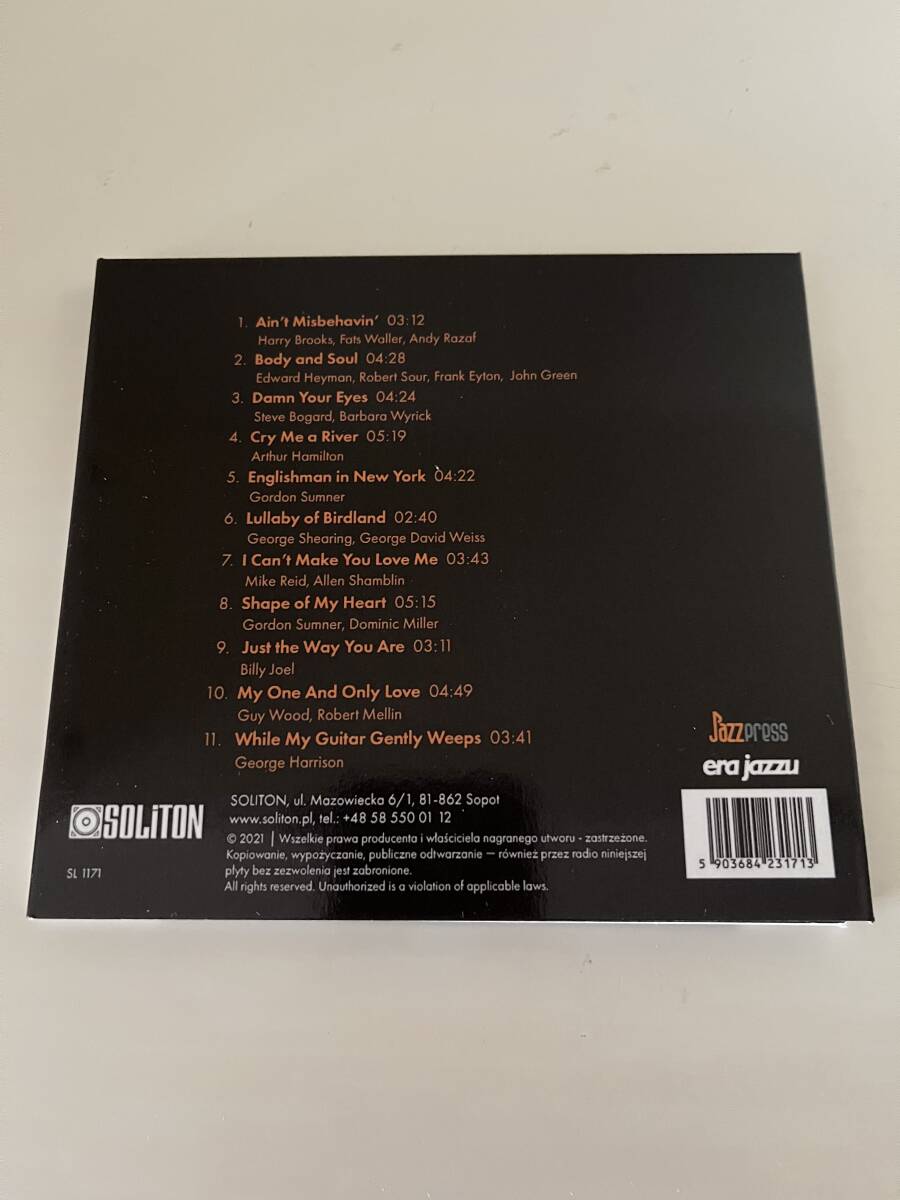 1. Ain't Misbehavin' 03:12
Harry Brooks, Fats Waller, Andy Razaf
2. Body and Soul 04:28
Edward Heyman, Robert Sour, Frank Eyton, John Green
3. Damn Your Eyes 04:24
Steve Bogard, Barbara Wyrick
4. Cry Me a River 05:19
Arthur Hamilton
5. Englishman in New York 04:22
Gordon Sumner
6. Lullaby of Birdland 02:40
George Shearing, George David Weiss
7. I Can't Make You Love Me 03:43
Mike Reid, Allen Shamblin
8. Shape of My Heart 05:15
Gordon Sumner, Dominic Miller
9. Just the Way You Are 03:11
Billy Joel
10. My One And Only Love 04:49
Guy Wood, Robert Mellin
11. While My Guitar Gently Weeps 03:41
George Harrison
Jazzpress
era jazzu
SOLITON
SL 1171
SOLITON, ul. Mazowiecka 6/1, 81-862 Sopot
www.soliton.pl, tel.: +48 58 550 01 12
© 2021 | Wszelkie prawa producenta i właściciela nagranego utworu - zastrzeżone.
Kopiowanie, wypożyczanie, publiczne odtwarzanie — również przez radio niniejszej
płyty bez zezwolenia jest zabronione.
All rights reserved. Unauthorized is a violation of applicable laws.
5 903684 231713